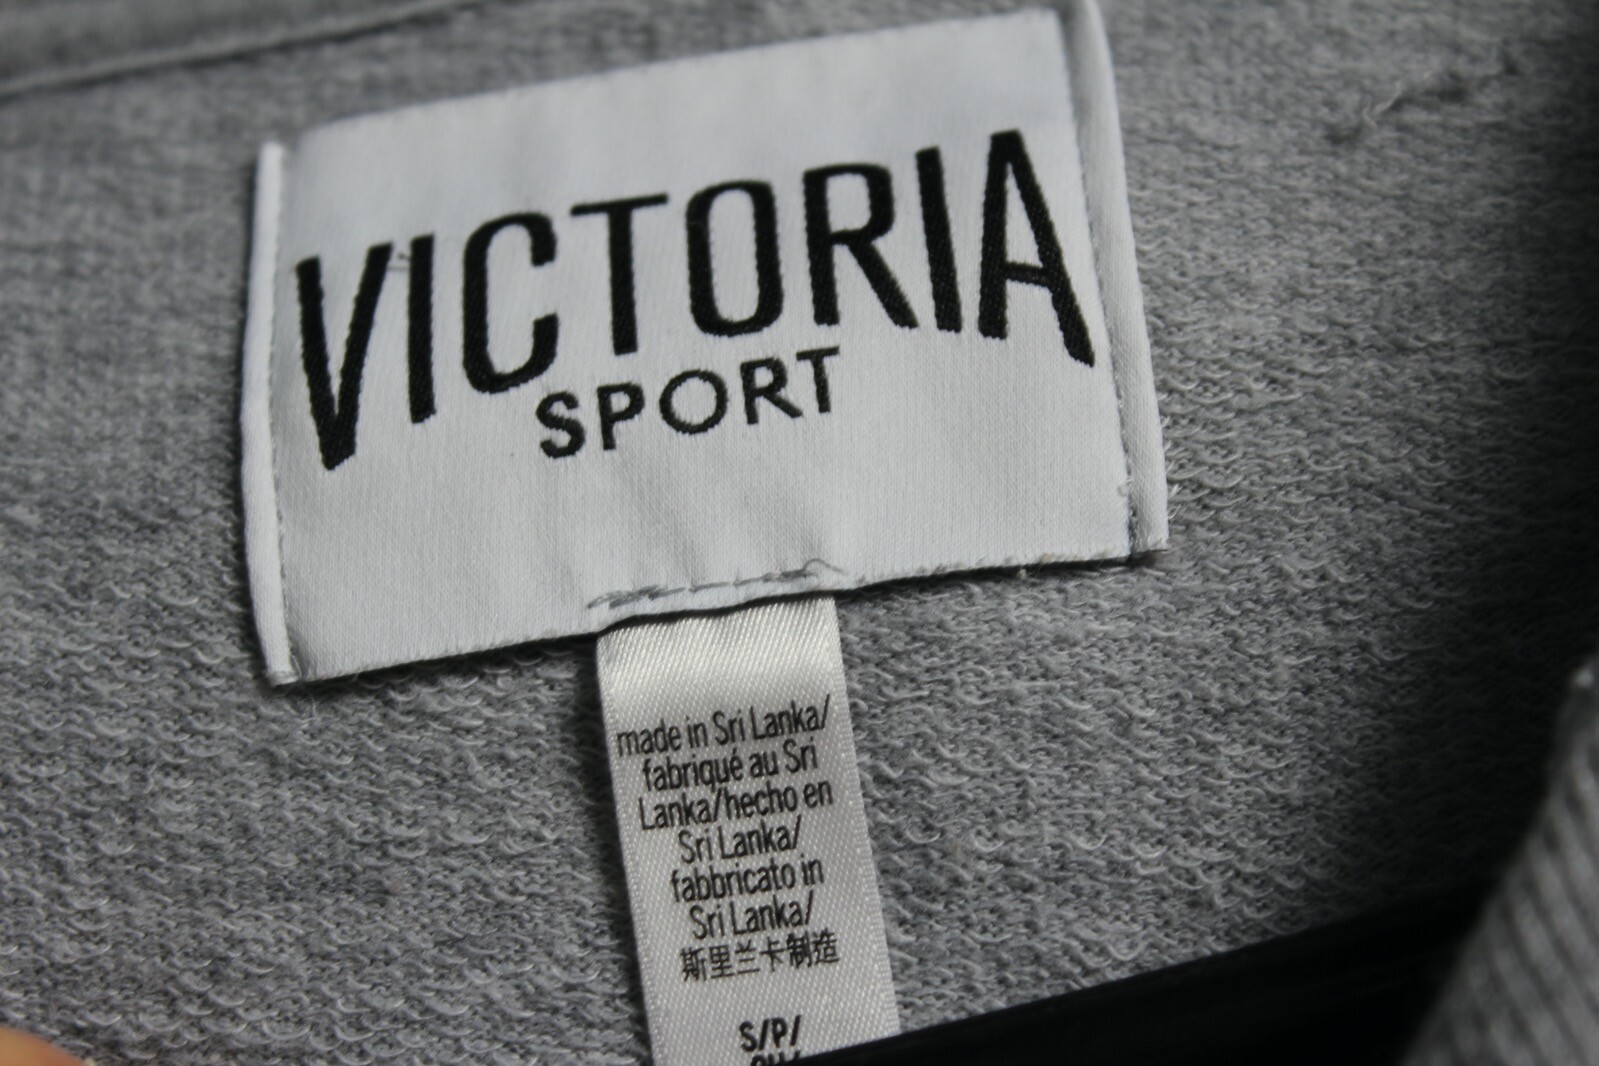 VICTORIA
SPORT
made in Sri Lanka/
fabriqué au Sri
Lanka/hecho en
Sri Lanka/
fabbricato in
Sri Lanka/
斯里兰卡制造
S/P/